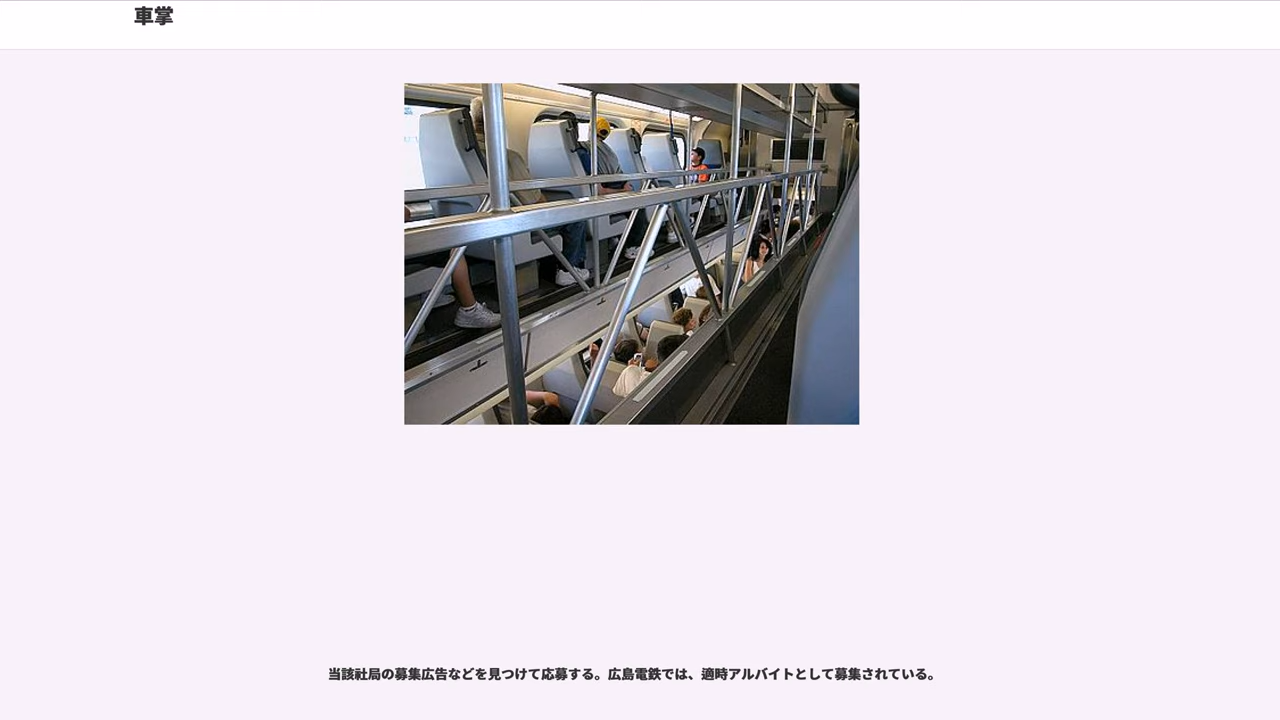 車掌
当該社局の募集広告などを見つけて応募する。広島電鉄では、適時アルバイトとして募集されている。